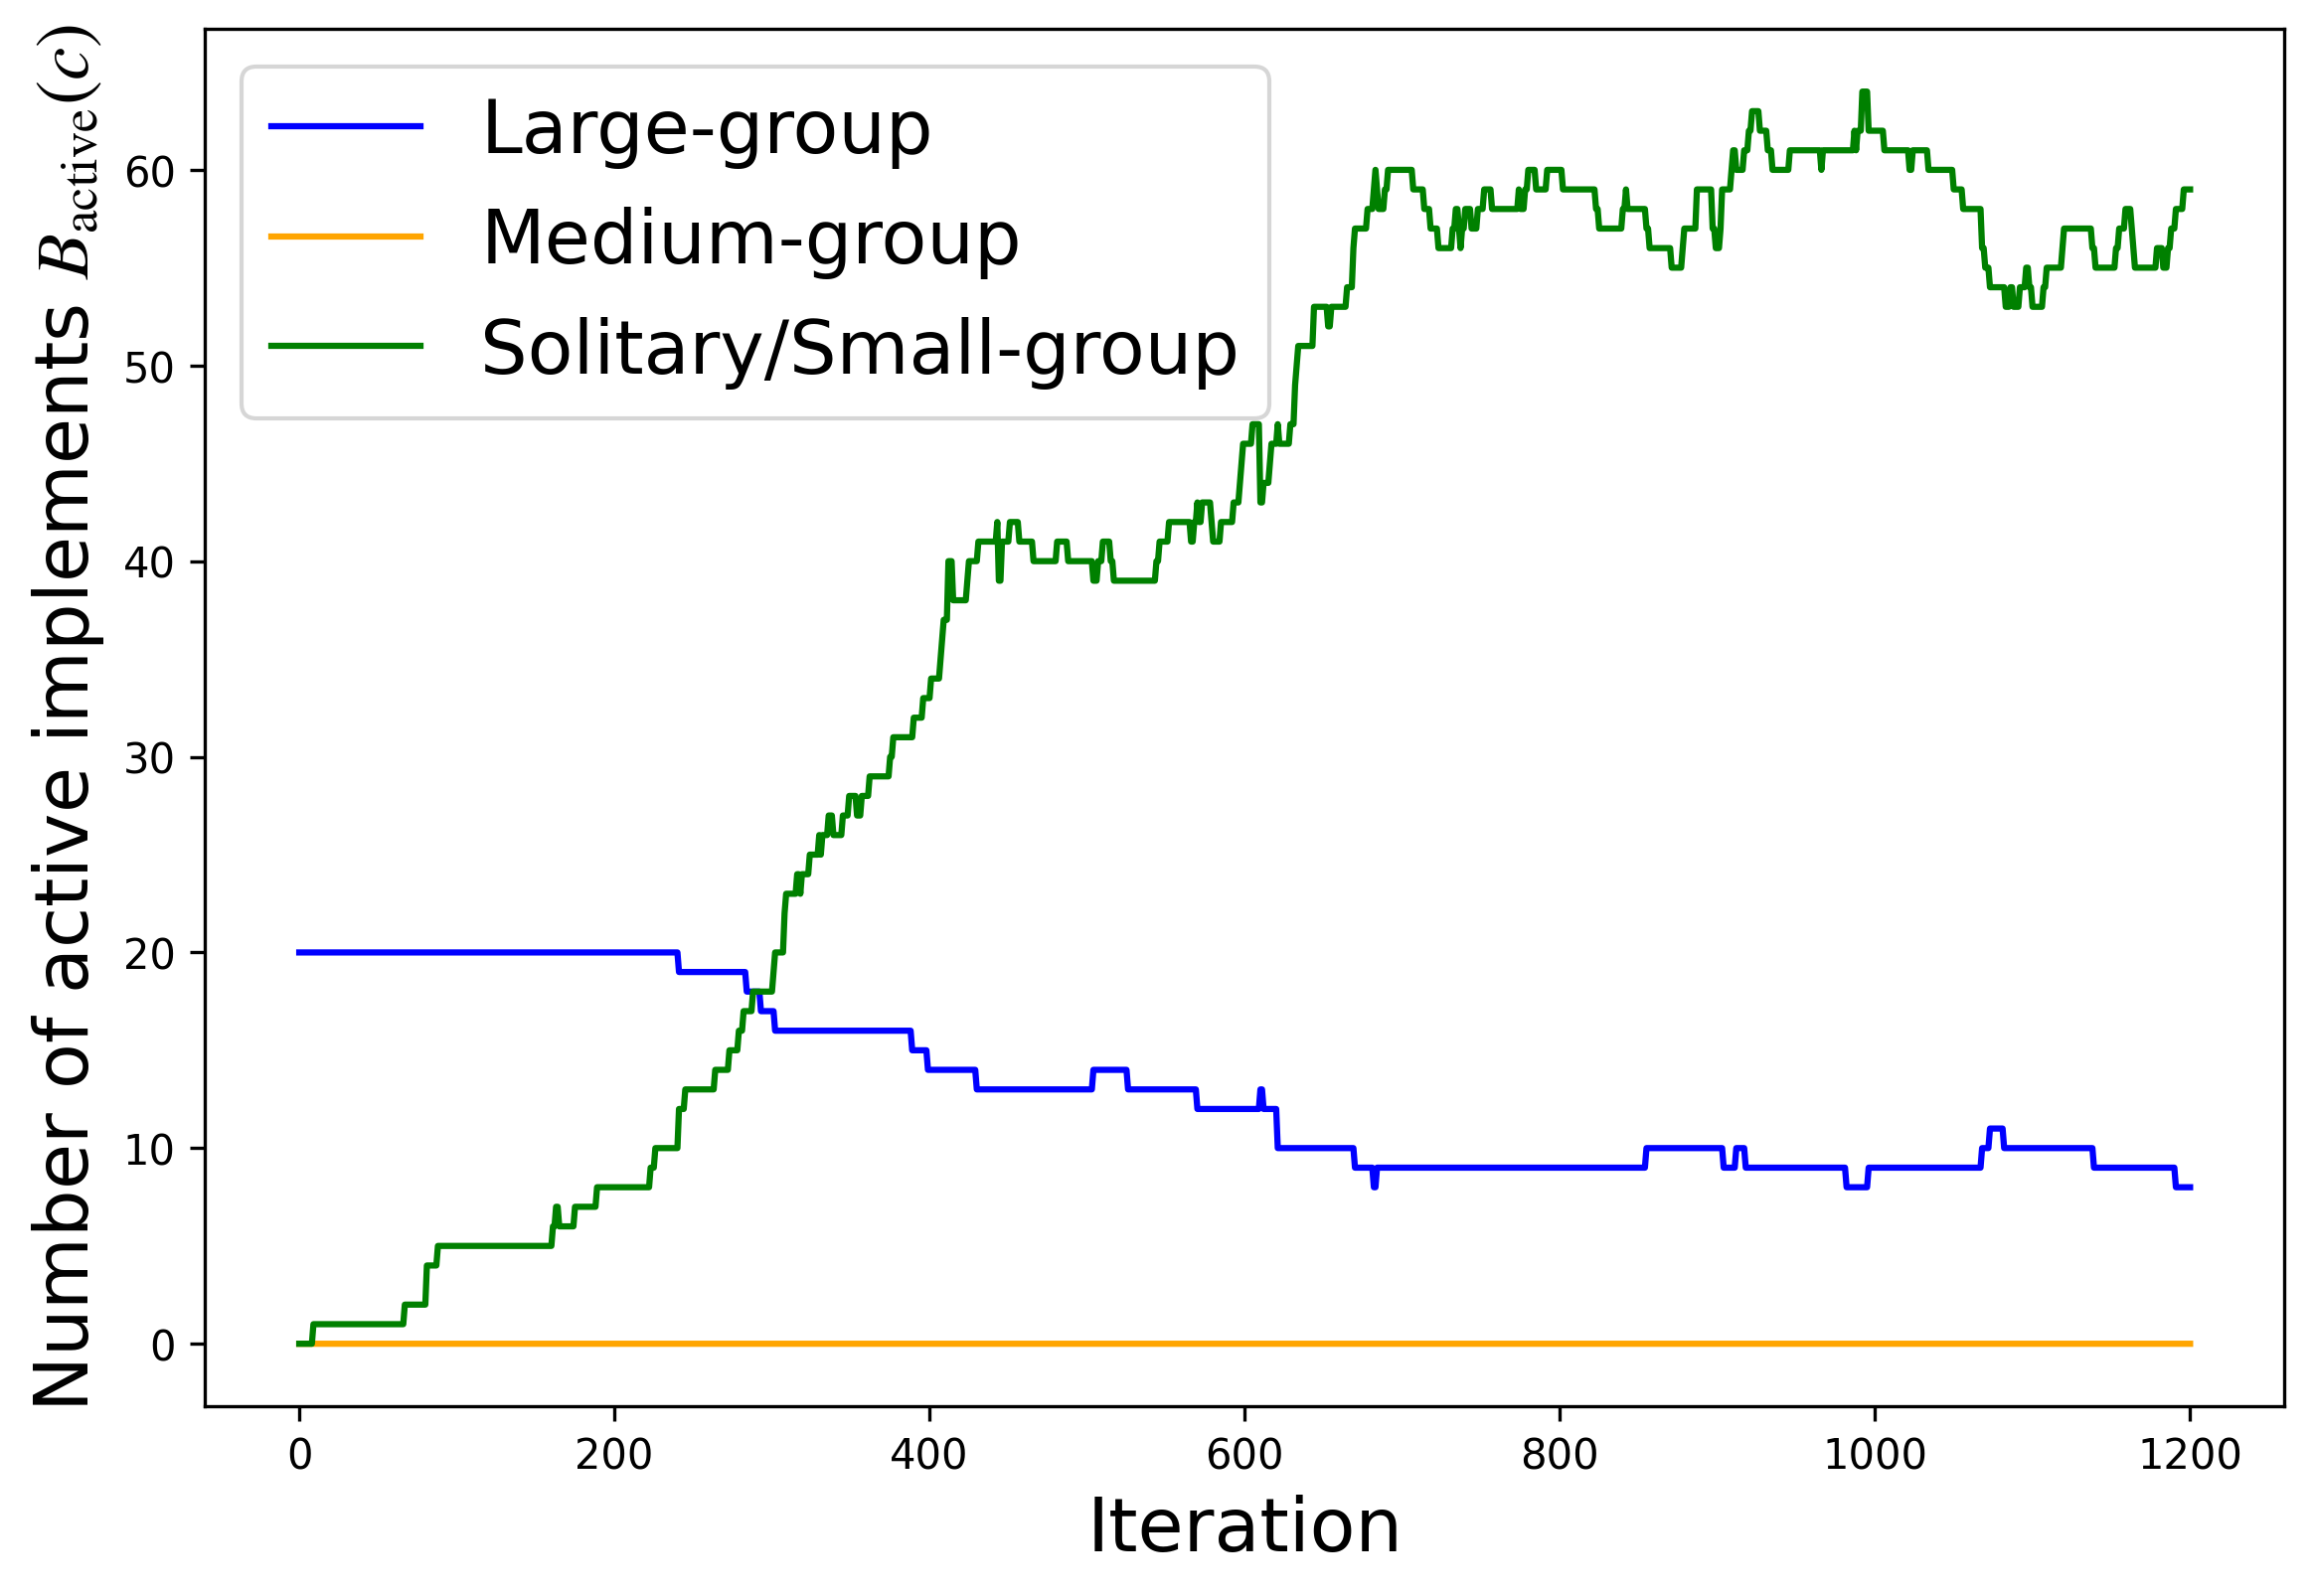 Number of active implements B_active(c)
60
50
40
30
20
10
0
Large-group
Medium-group
Solitary/Small-group
0 200 400 600 800 1000 1200
Iteration